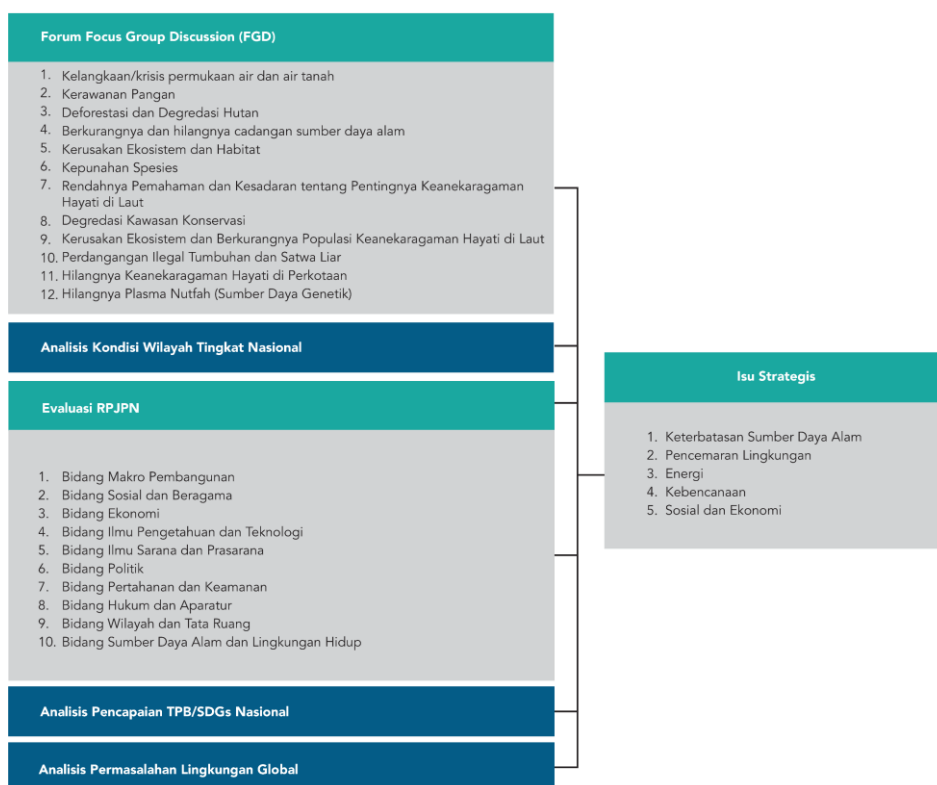 Forum Focus Group Discussion (FGD)
1. Kelangkaan/krisis permukaan air dan air tanah
2. Kerawanan Pangan
3. Deforestasi dan Degredasi Hutan
4. Berkurangnya dan hilangnya cadangan sumber daya alam
5. Kerusakan Ekosistem dan Habitat
6. Kepunahan Spesies
7. Rendahnya Pemahaman dan Kesadaran tentang Pentingnya Keanekaragaman
Hayati di Laut
8. Degredasi Kawasan Konservasi
9. Kerusakan Ekosistem dan Berkurangnya Populasi Keanekaragaman Hayati di Laut
10. Perdangangan Ilegal Tumbuhan dan Satwa Liar
11. Hilangnya Keanekaragaman Hayati di Perkotaan
12. Hilangnya Plasma Nutfah (Sumber Daya Genetik)
Analisis Kondisi Wilayah Tingkat Nasional
Evaluasi RPJPN
1. Bidang Makro Pembangunan
2. Bidang Sosial dan Beragama
3. Bidang Ekonomi
4. Bidang Ilmu Pengetahuan dan Teknologi
5. Bidang Ilmu Sarana dan Prasarana
6. Bidang Politik
7. Bidang Pertahanan dan Keamanan
8. Bidang Hukum dan Aparatur
9. Bidang Wilayah dan Tata Ruang
10. Bidang Sumber Daya Alam dan Lingkungan Hidup
Analisis Pencapaian TPB/SDGs Nasional
Analisis Permasalahan Lingkungan Global
Isu Strategis
1. Keterbatasan Sumber Daya Alam
2. Pencemaran Lingkungan
3. Energi
4. Kebencanaan
5. Sosial dan Ekonomi